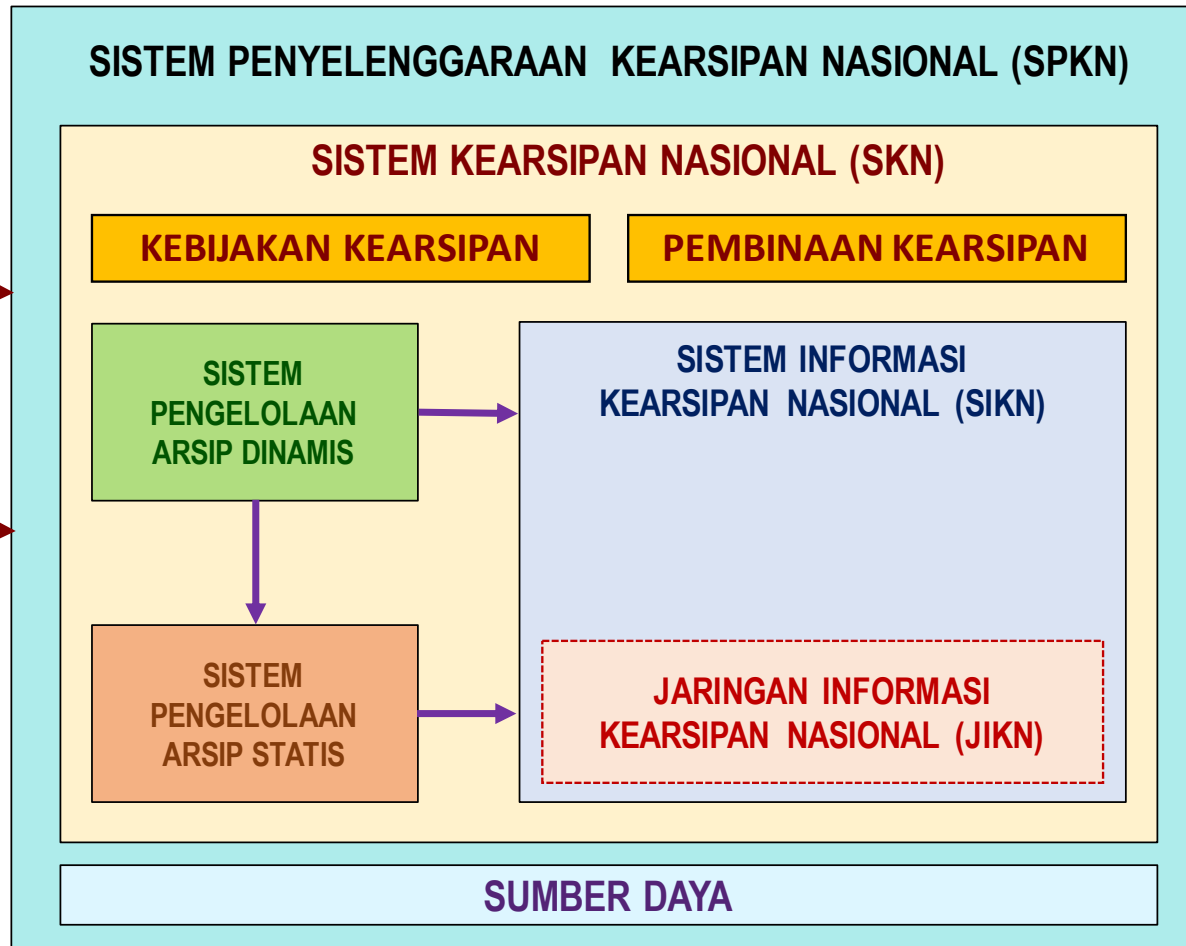 SISTEM PENYELENGGARAAN KEARSIPAN NASIONAL (SPKN)
SISTEM KEARSIPAN NASIONAL (SKN)
KEBIJAKAN KEARSIPAN
PEMBINAAN KEARSIPAN
SISTEM
PENGELOLAAN
ARSIP DINAMIS
SISTEM INFORMASI
KEARSIPAN NASIONAL (SIKN)
SISTEM
PENGELOLAAN
ARSIP STATIS
JARINGAN INFORMASI
KEARSIPAN NASIONAL (JIKN)
SUMBER DAYA